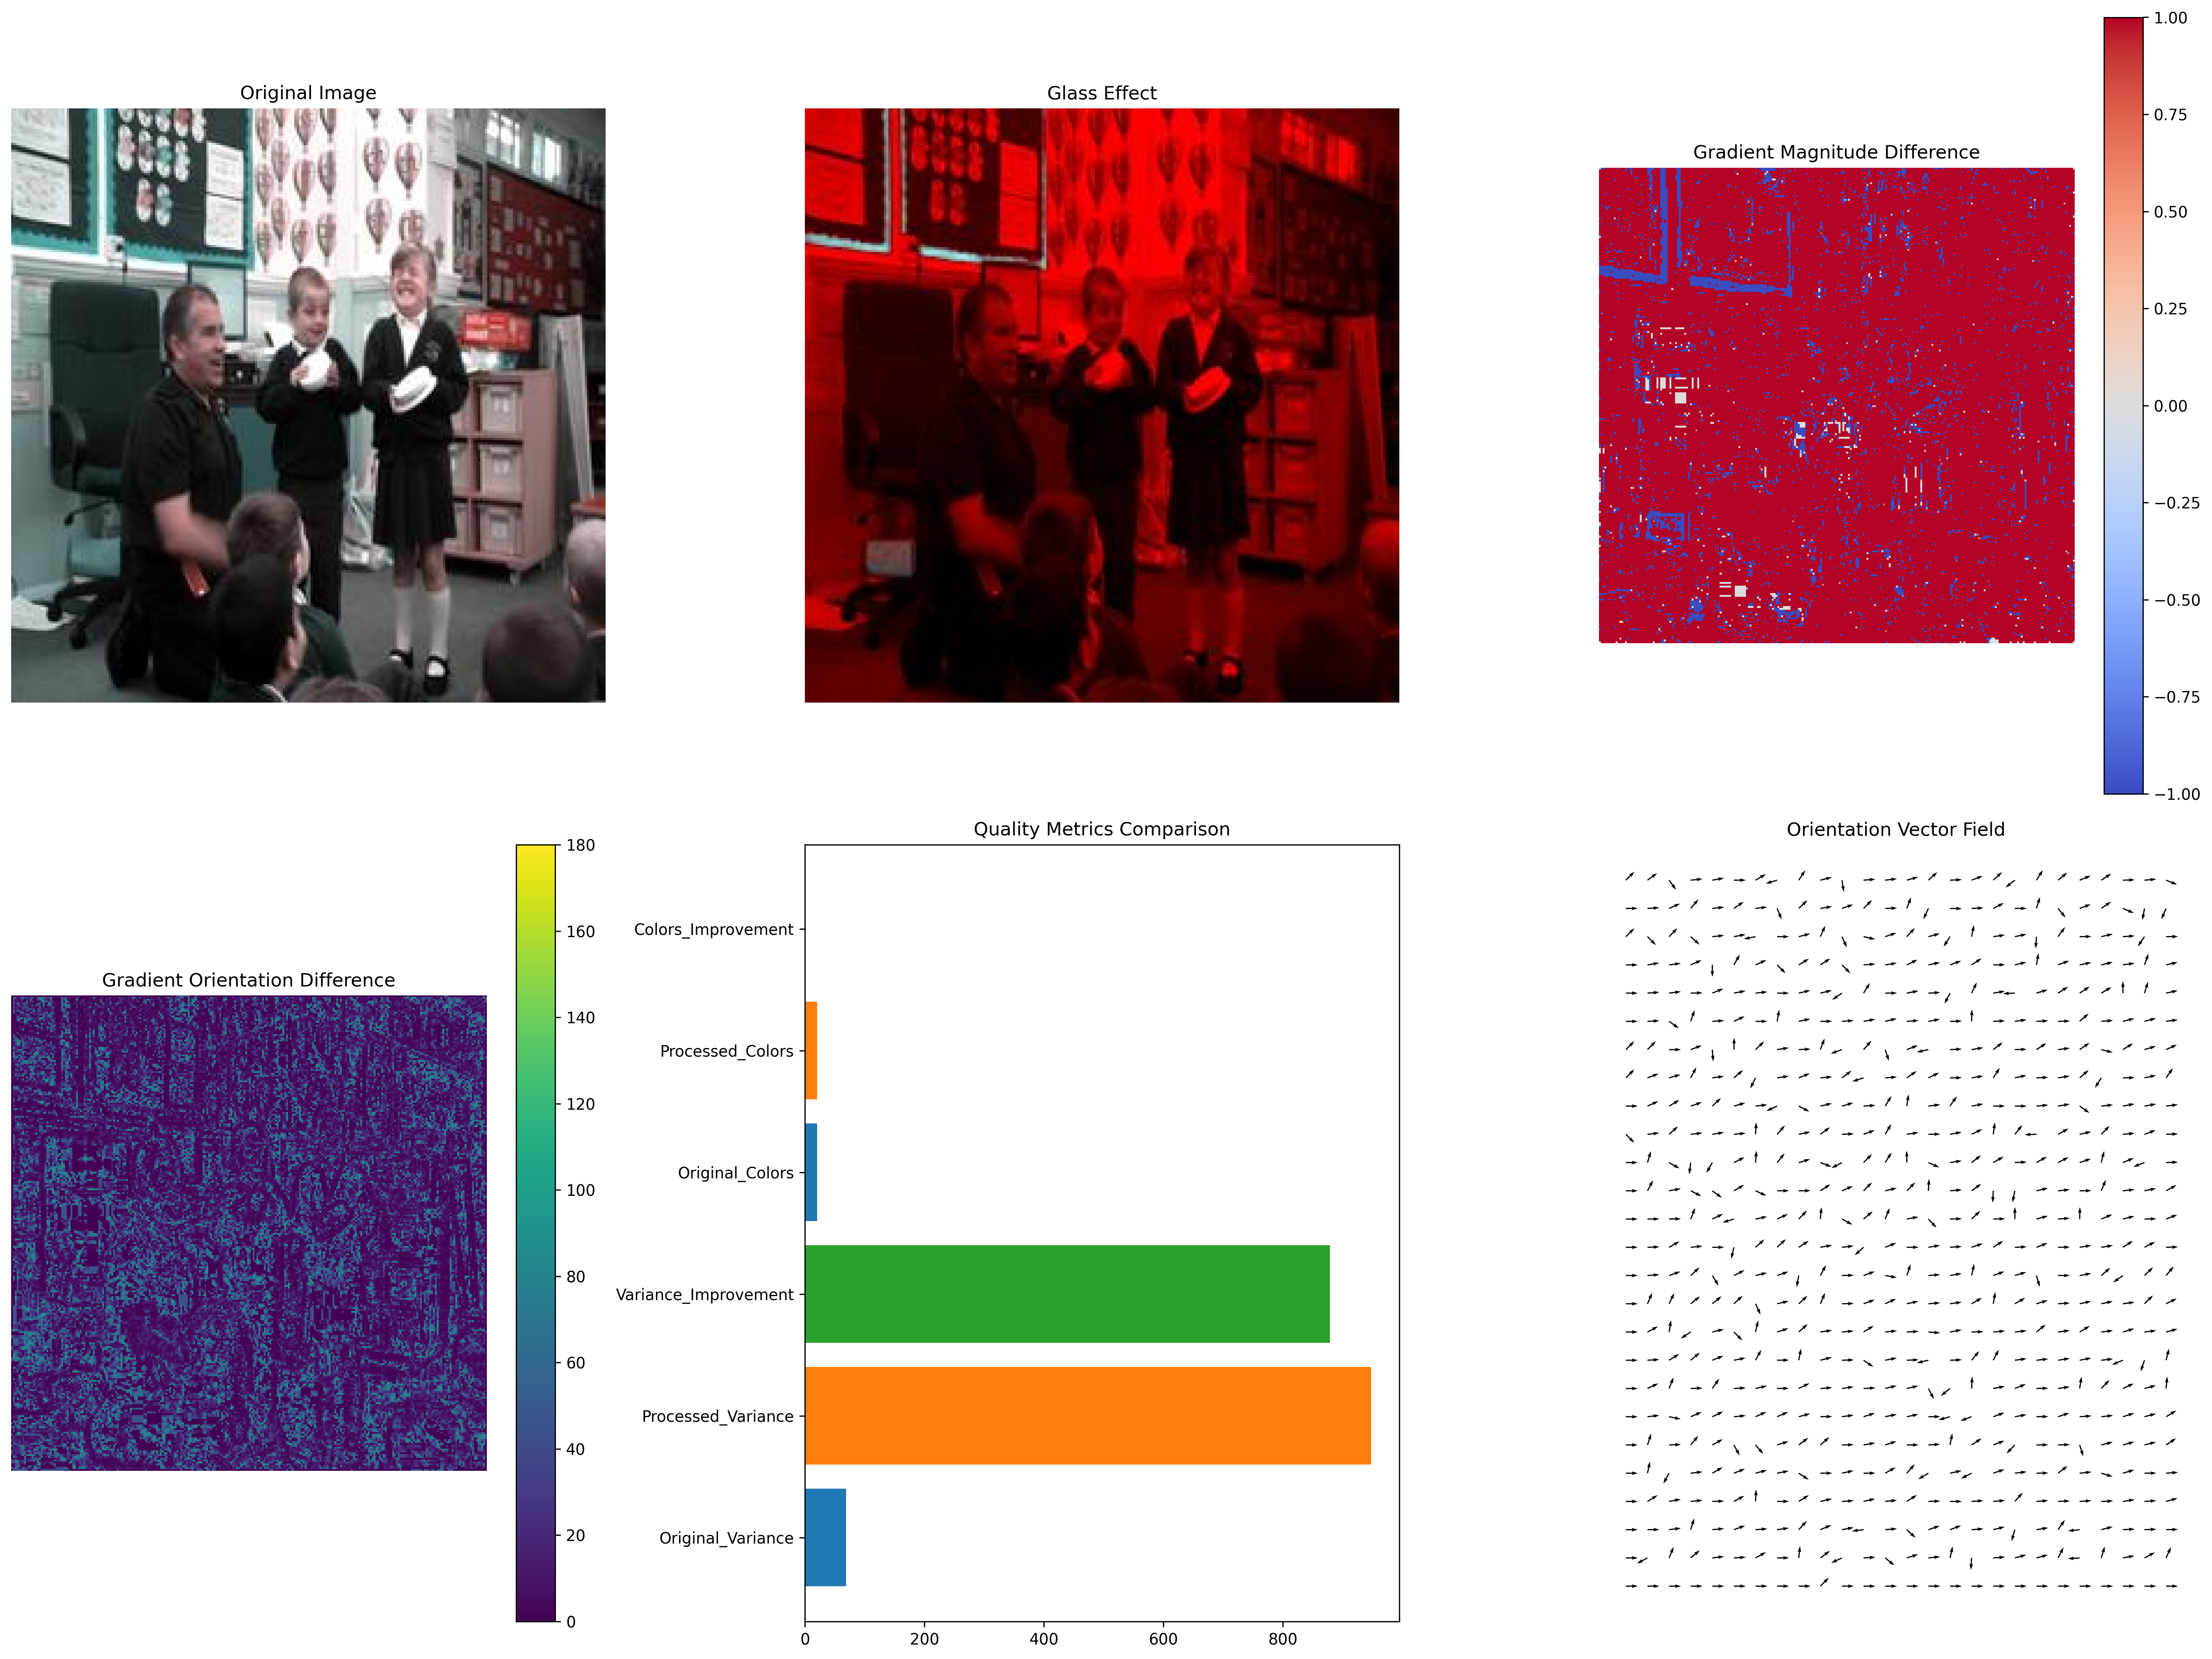 Original Image
Glass Effect
Gradient Magnitude Difference
1.00
0.75
0.50
0.25
0.00
−0.25
−0.50
−0.75
−1.00
Gradient Orientation Difference
180
160
140
120
100
80
60
40
20
0
Quality Metrics Comparison
Colors_Improvement
Processed_Colors
Original_Colors
Variance_Improvement
Processed_Variance
Original_Variance
0 200 400 600 800
Orientation Vector Field